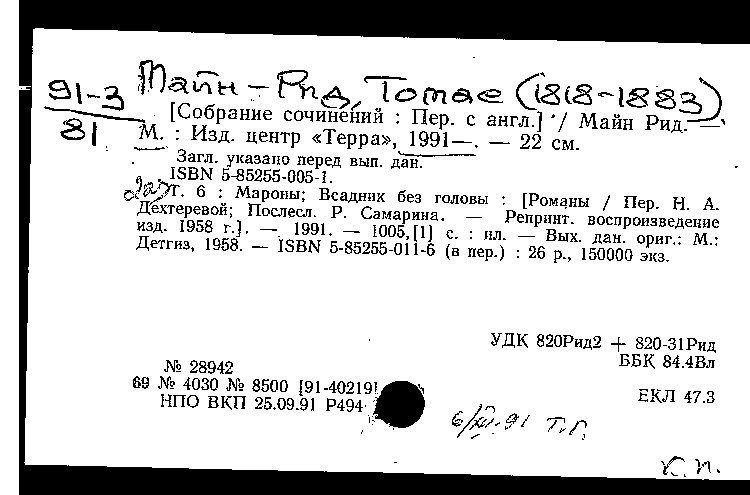 Майн-Рид, Томас (1818-1883)
91-3
81
[Собрание сочинений : Пер. с англ.] / Майн Рид. —
М. : Изд. центр «Терра», 1991—. — 22 см.
Загл. указано перед вып. дан.
ISBN 5-85255-005-1.
Т. 6 : Мароны; Всадник без головы : [Романы / Пер. Н. А.
Дехтеревой; Послесл. Р. Самарина. — Репринт. воспроизведение
изд. 1958 г.]. — 1991. — 1005,[1] с. : ил. — Вых. дан. ориг.: М.:
Детгиз, 1958. — ISBN 5-85255-011-6 (в пер.) : 26 р., 150000 экз.
УДК 820Рид2 + 820-31Рид
ББК 84.4Вл
№ 28942
69 № 4030 № 8500 [91-40219]
НПО ВКП 25.09.91 Р494
ЕКЛ 47.3
6/XII-91 Т.Г.
К.П.